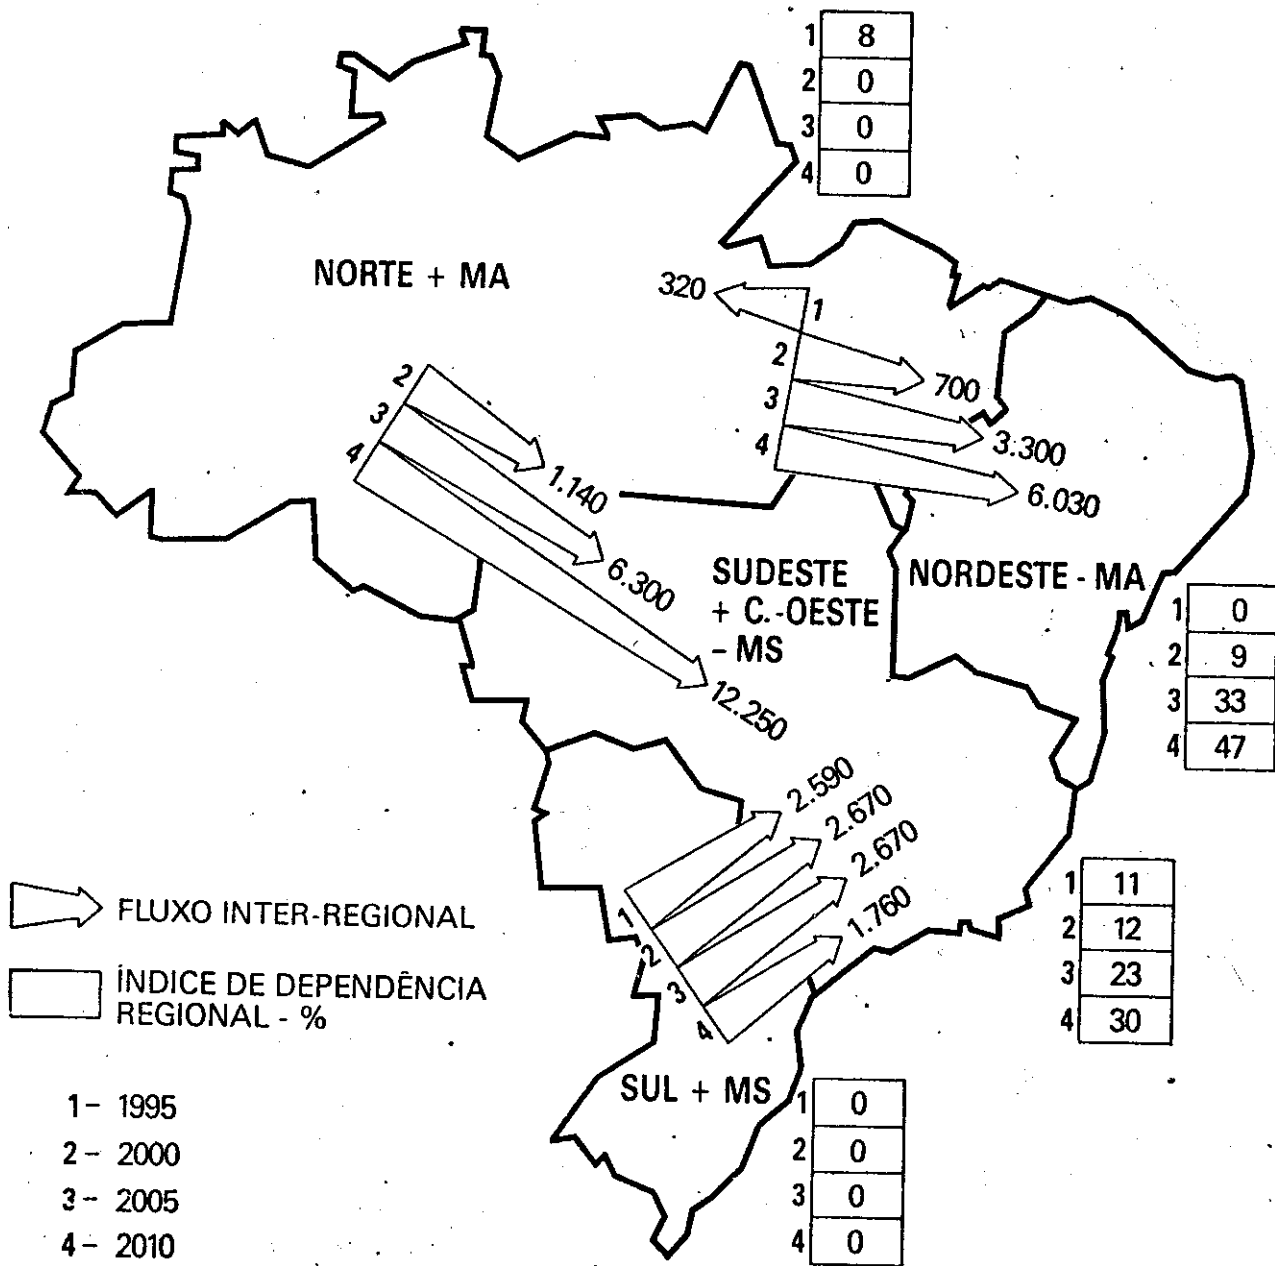 1 8
2 0
3 0
4 0
NORTE + MA
320
1
2
3
4
700
3.300
6.030
2
3
4
1.140
6.300
12.250
SUDESTE
+ C.-OESTE
- MS
NORDESTE - MA
1 0
2 9
3 33
4 47
2.590
2.670
2.670
1.760
1
2
3
4
1 11
2 12
3 23
4 30
FLUXO INTER-REGIONAL
ÍNDICE DE DEPENDÊNCIA
REGIONAL - %
SUL + MS
1 0
2 0
3 0
4 0
1 - 1995
2 - 2000
3 - 2005
4 - 2010